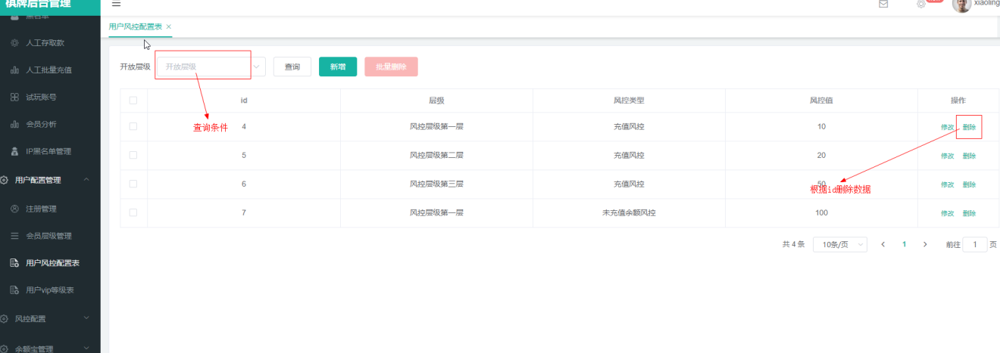 棋牌后台管理
xiaoling
黑名单
用户风控配置表 ×
人工存取款
人工批量充值
试玩账号
会员分析
IP黑名单管理
用户配置管理
注册管理
会员层级管理
用户风控配置表
用户vip等级表
风控配置
余额宝管理
开放层级 开放层级 查询 新增 批量删除
id 层级 风控类型 风控值 操作
查询条件
4 风控层级第一层 充值风控 10 修改 删除
5 风控层级第二层 充值风控 20 修改 删除
6 风控层级第三层 充值风控 50 修改 删除
根据id删除数据
7 风控层级第一层 未充值余额风控 100 修改 删除
共 4 条 10条/页 1 前往 1 页